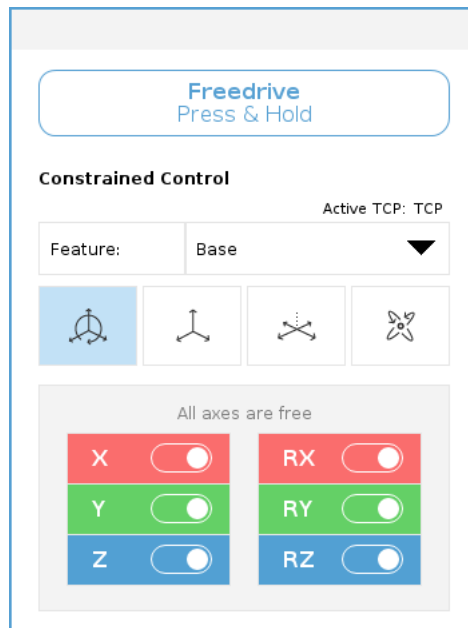 Freedrive
Press & Hold
Constrained Control
Active TCP: TCP
Feature: Base
All axes are free
X RX
Y RY
Z RZ